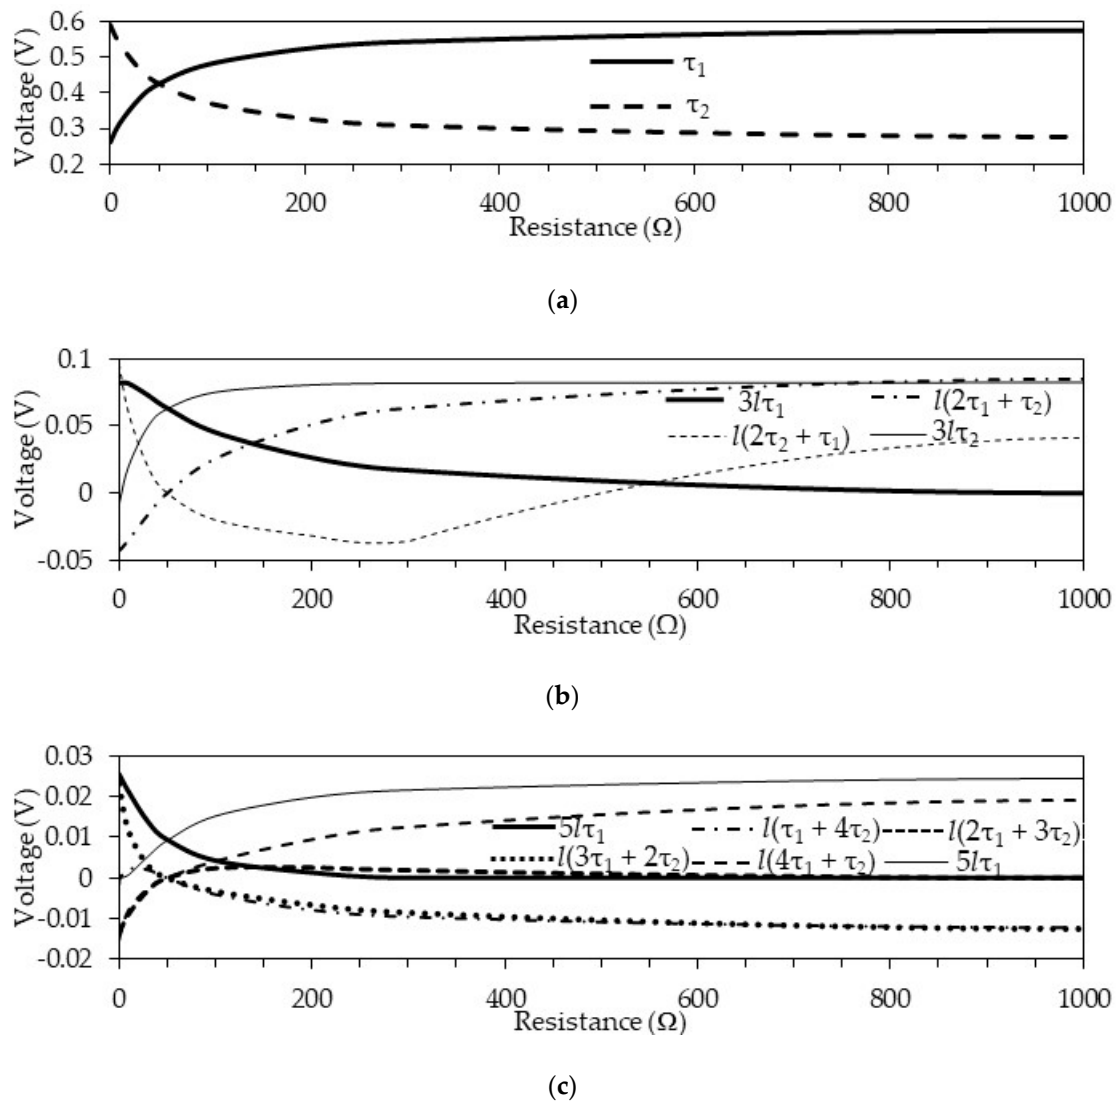 0.6
0.5
0.4
0.3
0.2
Voltage (V)
τ1
τ2
0 200 400 600 800 1000
Resistance (Ω)
(a)
0.1
0.05
0
-0.05
Voltage (V)
3lτ1 l(2τ1 + τ2)
l(2τ2 + τ1) 3lτ2
0 200 400 600 800 1000
Resistance (Ω)
(b)
0.03
0.02
0.01
0
-0.01
-0.02
Voltage (V)
5lτ1 l(τ1 + 4τ2) l(2τ1 + 3τ2)
l(3τ1 + 2τ2) l(4τ1 + τ2) 5lτ1
0 200 400 600 800 1000
Resistance (Ω)
(c)